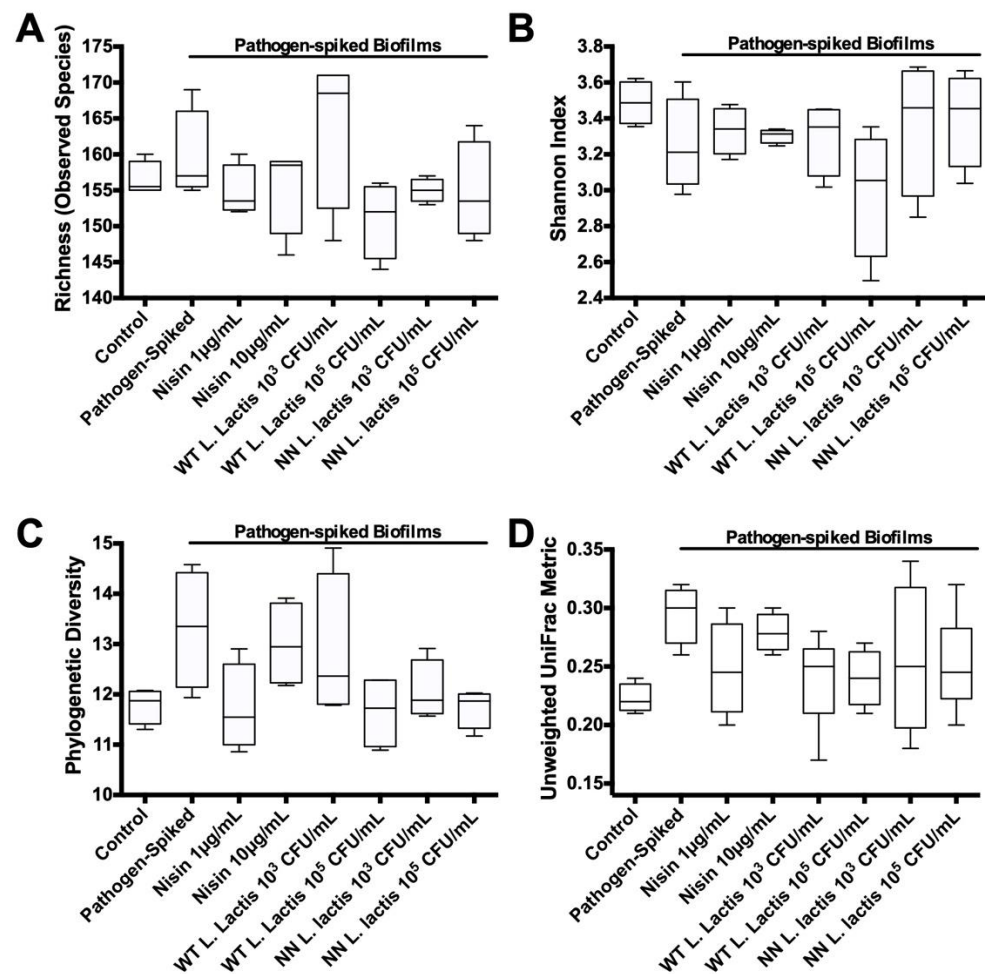 A
Pathogen-spiked Biofilms
Richness (Observed Species)
175
170
165
160
155
150
145
140
Control
Pathogen-Spiked
Nisin 1µg/mL
Nisin 10µg/mL
WT L. Lactis 10³ CFU/mL
WT L. Lactis 10⁵ CFU/mL
NN L. lactis 10³ CFU/mL
NN L. lactis 10⁵ CFU/mL
B
Pathogen-spiked Biofilms
Shannon Index
3.8
3.6
3.4
3.2
3.0
2.8
2.6
2.4
Control
Pathogen-Spiked
Nisin 1µg/mL
Nisin 10µg/mL
WT L. Lactis 10³ CFU/mL
WT L. Lactis 10⁵ CFU/mL
NN L. lactis 10³ CFU/mL
NN L. lactis 10⁵ CFU/mL
C
Pathogen-spiked Biofilms
Phylogenetic Diversity
15
14
13
12
11
10
Control
Pathogen-Spiked
Nisin 1µg/mL
Nisin 10µg/mL
WT L. Lactis 10³ CFU/mL
WT L. Lactis 10⁵ CFU/mL
NN L. lactis 10³ CFU/mL
NN L. lactis 10⁵ CFU/mL
D
Pathogen-spiked Biofilms
Unweighted UniFrac Metric
0.35
0.30
0.25
0.20
0.15
Control
Pathogen-Spiked
Nisin 1µg/mL
Nisin 10µg/mL
WT L. Lactis 10³ CFU/mL
WT L. Lactis 10⁵ CFU/mL
NN L. lactis 10³ CFU/mL
NN L. lactis 10⁵ CFU/mL